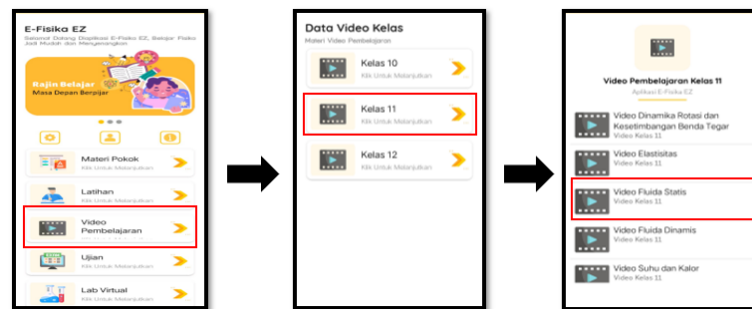 E-Fisika EZ
Selamat Datang Diaplikasi E-Fisika EZ, Belajar Fisika
Jadi Mudah dan Menyenangkan
Rajin Belajar
Masa Depan Berpijar
Materi Pokok
Klik Untuk Melanjutkan
Latihan
Klik Untuk Melanjutkan
Video
Pembelajaran
Ujian
Klik Untuk Melanjutkan
Lab Virtual
Klik Untuk Melanjutkan
Data Video Kelas
Materi Video Pembelajaran
Kelas 10
Klik Untuk Melanjutkan
Kelas 11
Klik Untuk Melanjutkan
Kelas 12
Klik Untuk Melanjutkan
Video Pembelajaran Kelas 11
Aplikasi E-Fisika EZ
Video Dinamika Rotasi dan
Kesetimbangan Benda Tegar
Video Kelas 11
Video Elastisitas
Video Kelas 11
Video Fluida Statis
Video Kelas 11
Video Fluida Dinamis
Video Kelas 11
Video Suhu dan Kalor
Video Kelas 11